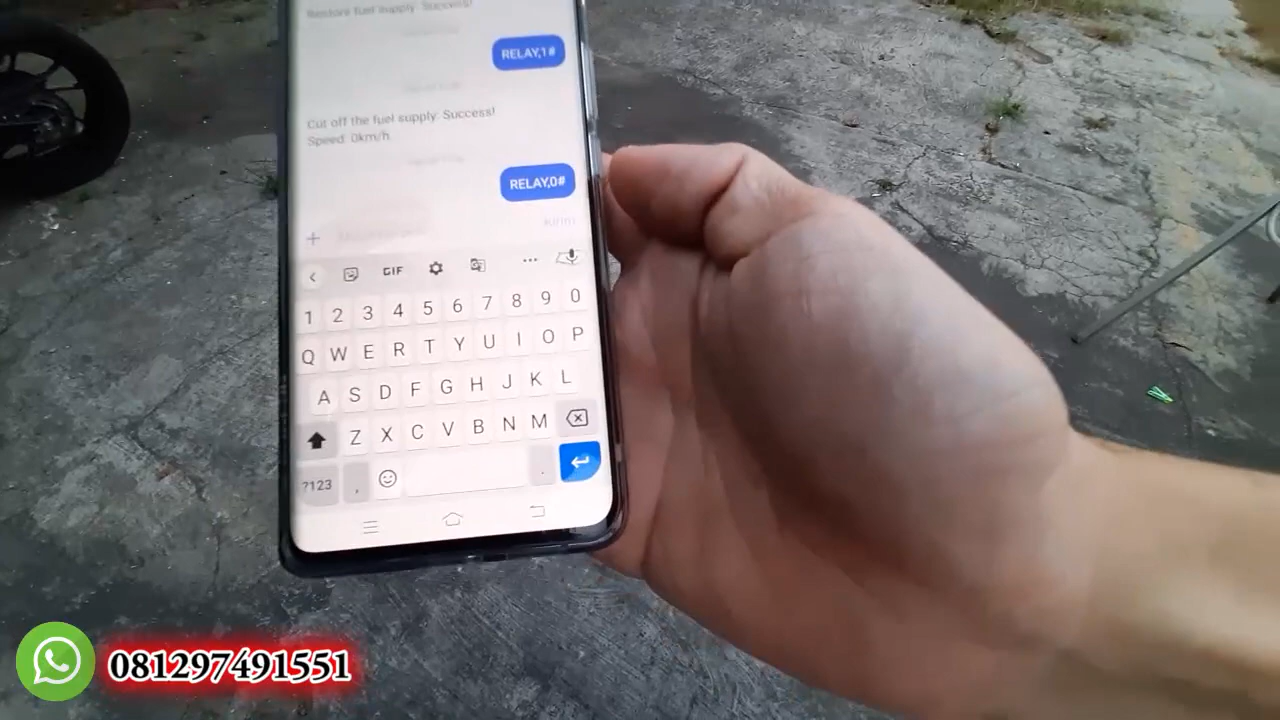 Restore fuel supply: Success!
RELAY,1#
Cut off the fuel supply: Success!
Speed: 0km/h
RELAY,0#
GIF
1 2 3 4 5 6 7 8 9 0
Q W E R T Y U I O P
A S D F G H J K L
Z X C V B N M
?123 , .
081297491551